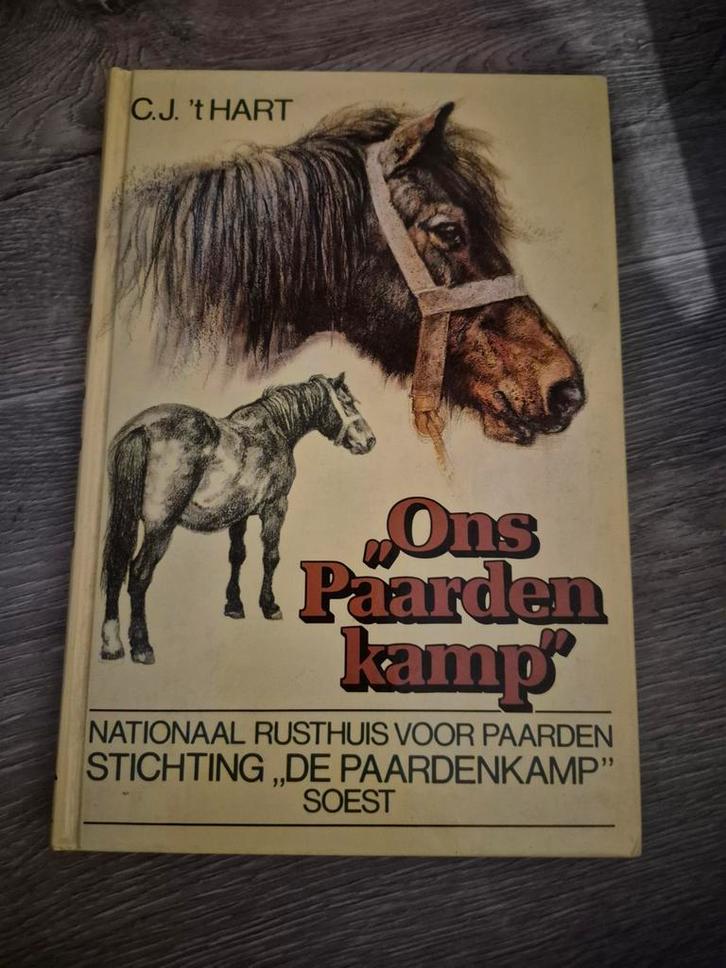 C.J. 't HART
„Ons
Paarden
kamp”
NATIONAAL RUSTHUIS VOOR PAARDEN
STICHTING „DE PAARDENKAMP”
SOEST